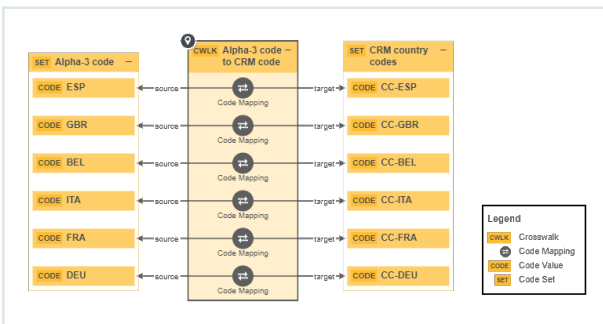 SET Alpha-3 code −
CWLK Alpha-3 code −
to CRM code
SET CRM country −
codes
CODE ESP
source
Code Mapping
target
CODE CC-ESP
CODE GBR
source
Code Mapping
target
CODE CC-GBR
CODE BEL
source
Code Mapping
target
CODE CC-BEL
CODE ITA
source
Code Mapping
target
CODE CC-ITA
CODE FRA
source
Code Mapping
target
CODE CC-FRA
CODE DEU
source
Code Mapping
target
CODE CC-DEU
Legend
CWLK Crosswalk
Code Mapping
CODE Code Value
SET Code Set